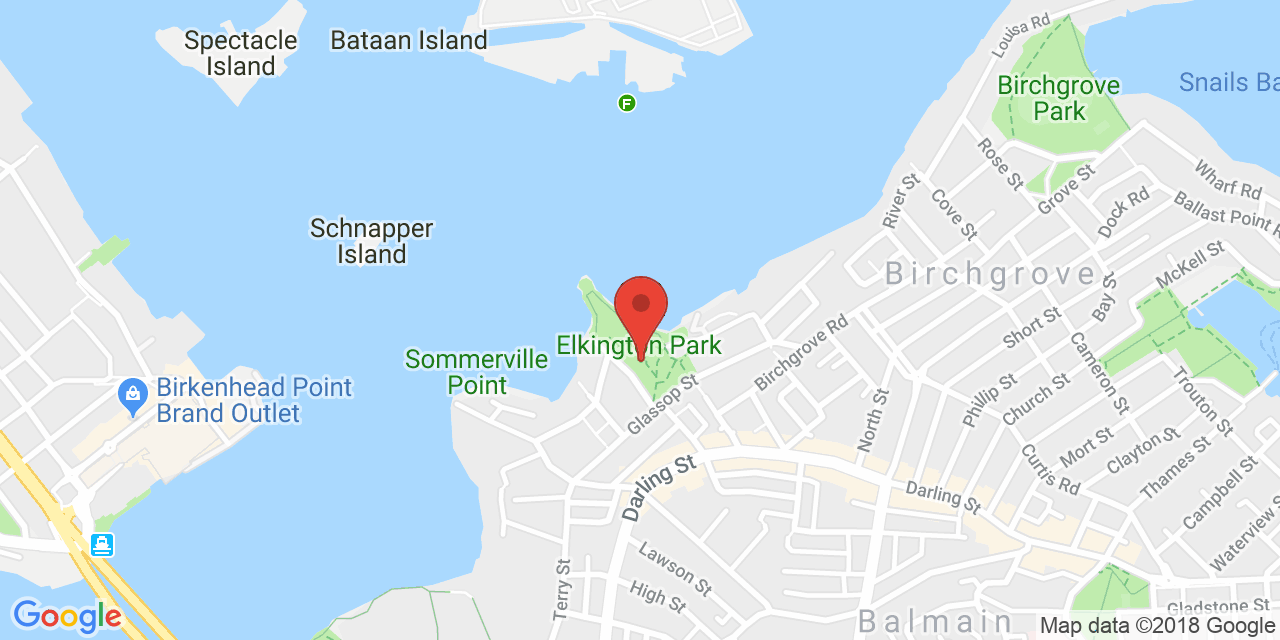 Spectacle
Island
Bataan Island
Louisa Rd
F
Birchgrove
Park
Snails Ba
Rose St
Grove St
Wharf Rd
River St
Cove St
Dock Rd
Ballast Point R
Schnapper
Island
Birchgrove
McKell St
Bay St
Short St
Elkington Park
Sommerville
Point
Birchgrove Rd
Birkenhead Point
Brand Outlet
Glassop St
North St
Phillip St
Church St
Cameron St
Trouton St
Mort St
Clayton St
Thames St
Campbell St
Waterview S
Curtis Rd
Darling St
Darling St
Lawson St
High St
Terry St
Balmain
Gladstone St
Google
Map data ©2018 Google